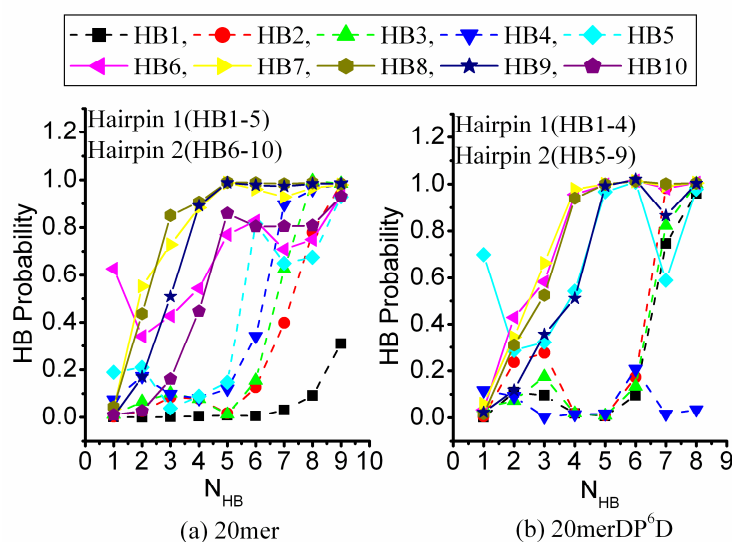 HB1, HB2, HB3, HB4, HB5
HB6, HB7, HB8, HB9, HB10
Hairpin 1(HB1-5)
Hairpin 2(HB6-10)
HB Probability
1.2
1.0
0.8
0.6
0.4
0.2
0.0
0 1 2 3 4 5 6 7 8 9 10
N_HB
(a) 20mer
Hairpin 1(HB1-4)
Hairpin 2(HB5-9)
HB Probability
1.2
1.0
0.8
0.6
0.4
0.2
0.0
0 1 2 3 4 5 6 7 8 9
N_HB
(b) 20merDP⁶D